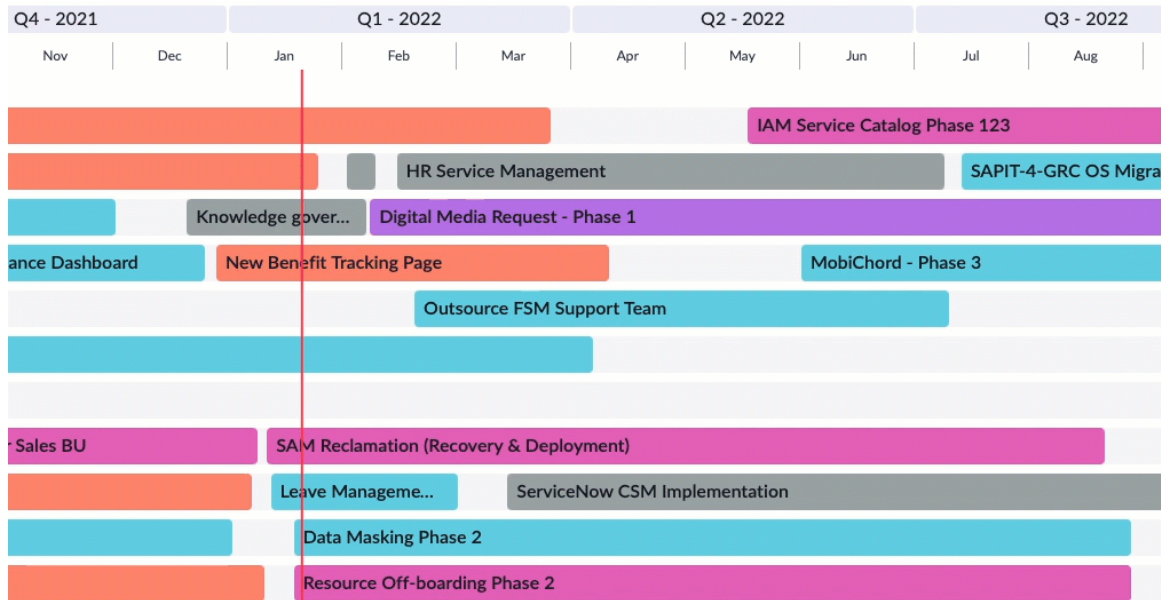 Q4 - 2021 Q1 - 2022 Q2 - 2022 Q3 - 2022
Nov Dec Jan Feb Mar Apr May Jun Jul Aug
IAM Service Catalog Phase 123
HR Service Management SAPIT-4-GRC OS Migra
Knowledge gover... Digital Media Request - Phase 1
ance Dashboard New Benefit Tracking Page MobiChord - Phase 3
Outsource FSM Support Team
Sales BU SAM Reclamation (Recovery & Deployment)
Leave Manageme... ServiceNow CSM Implementation
Data Masking Phase 2
Resource Off-boarding Phase 2